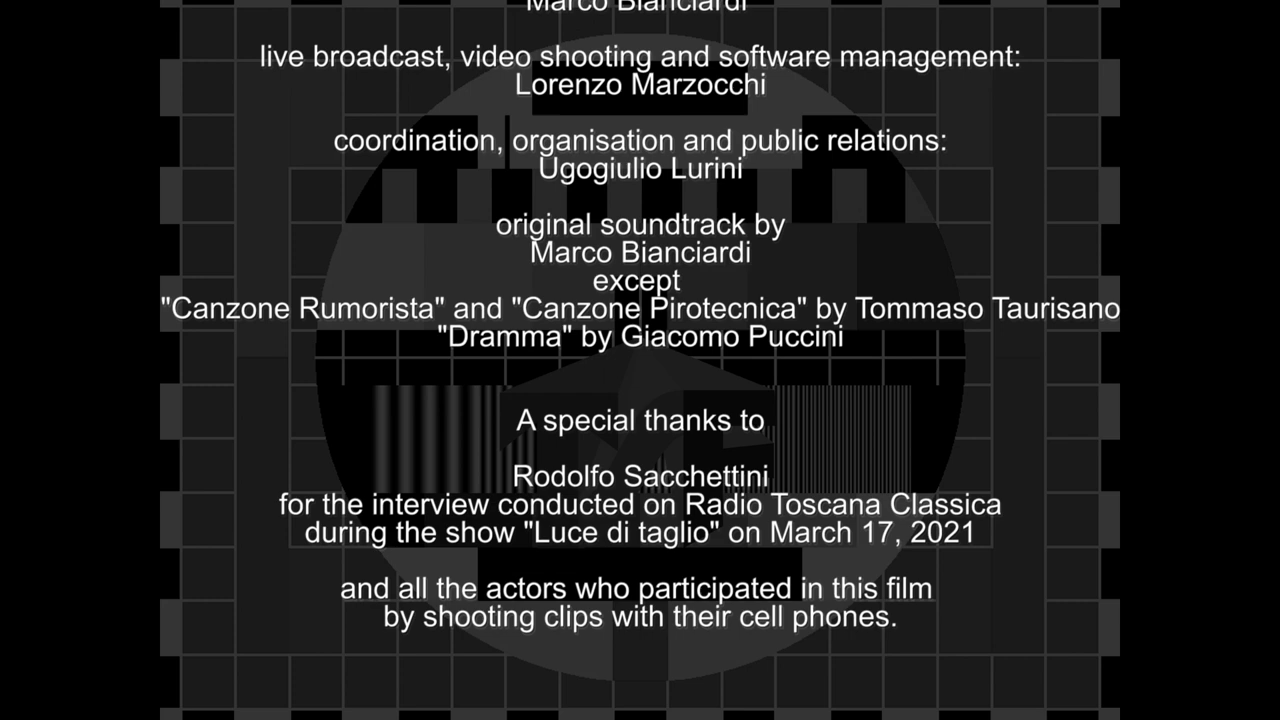 Marco Bianciardi
live broadcast, video shooting and software management:
Lorenzo Marzocchi
coordination, organisation and public relations:
Ugogiulio Lurini
original soundtrack by
Marco Bianciardi
except
"Canzone Rumorista" and "Canzone Pirotecnica" by Tommaso Taurisano
"Dramma" by Giacomo Puccini
A special thanks to
Rodolfo Sacchettini
for the interview conducted on Radio Toscana Classica
during the show "Luce di taglio" on March 17, 2021
and all the actors who participated in this film
by shooting clips with their cell phones.